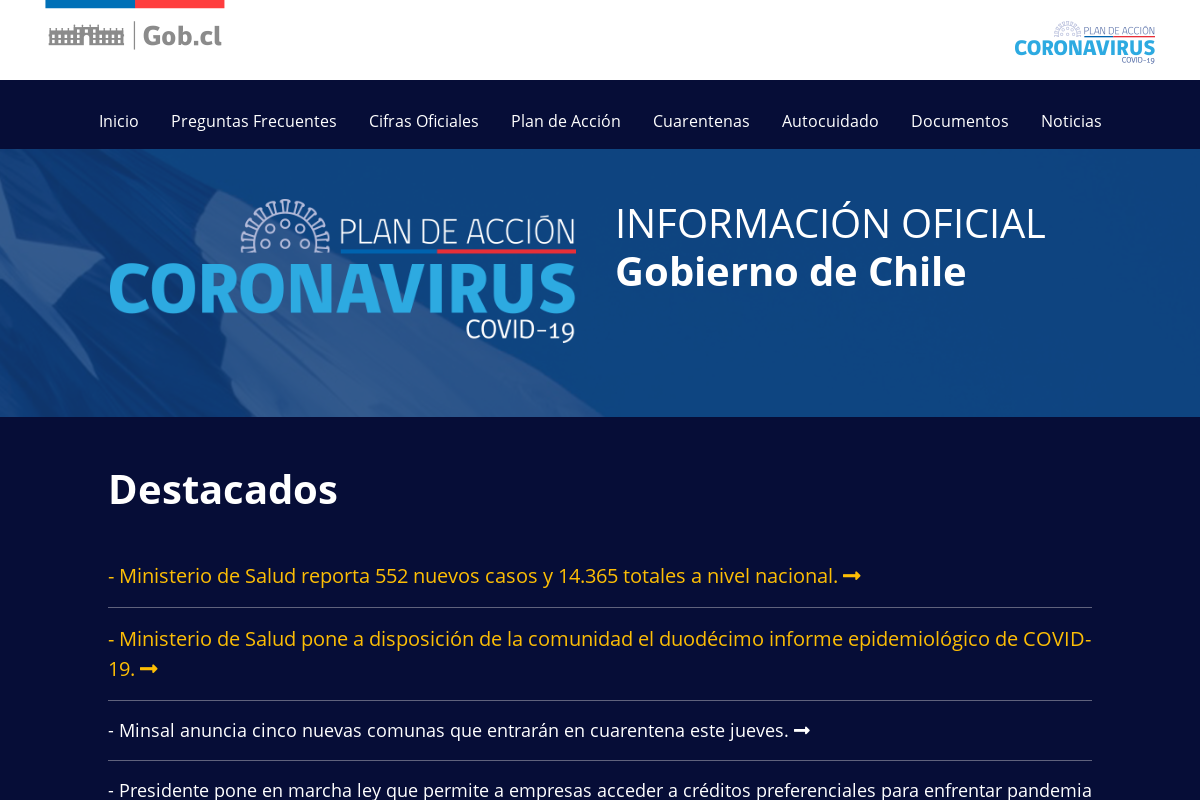 Gob.cl
PLAN DE ACCIÓN
CORONAVIRUS
COVID-19
Inicio Preguntas Frecuentes Cifras Oficiales Plan de Acción Cuarentenas Autocuidado Documentos Noticias
PLAN DE ACCIÓN
CORONAVIRUS
COVID-19
INFORMACIÓN OFICIAL
Gobierno de Chile
Destacados
- Ministerio de Salud reporta 552 nuevos casos y 14.365 totales a nivel nacional.
- Ministerio de Salud pone a disposición de la comunidad el duodécimo informe epidemiológico de COVID-
19.
- Minsal anuncia cinco nuevas comunas que entrarán en cuarentena este jueves.
- Presidente pone en marcha ley que permite a empresas acceder a créditos preferenciales para enfrentar pandemia